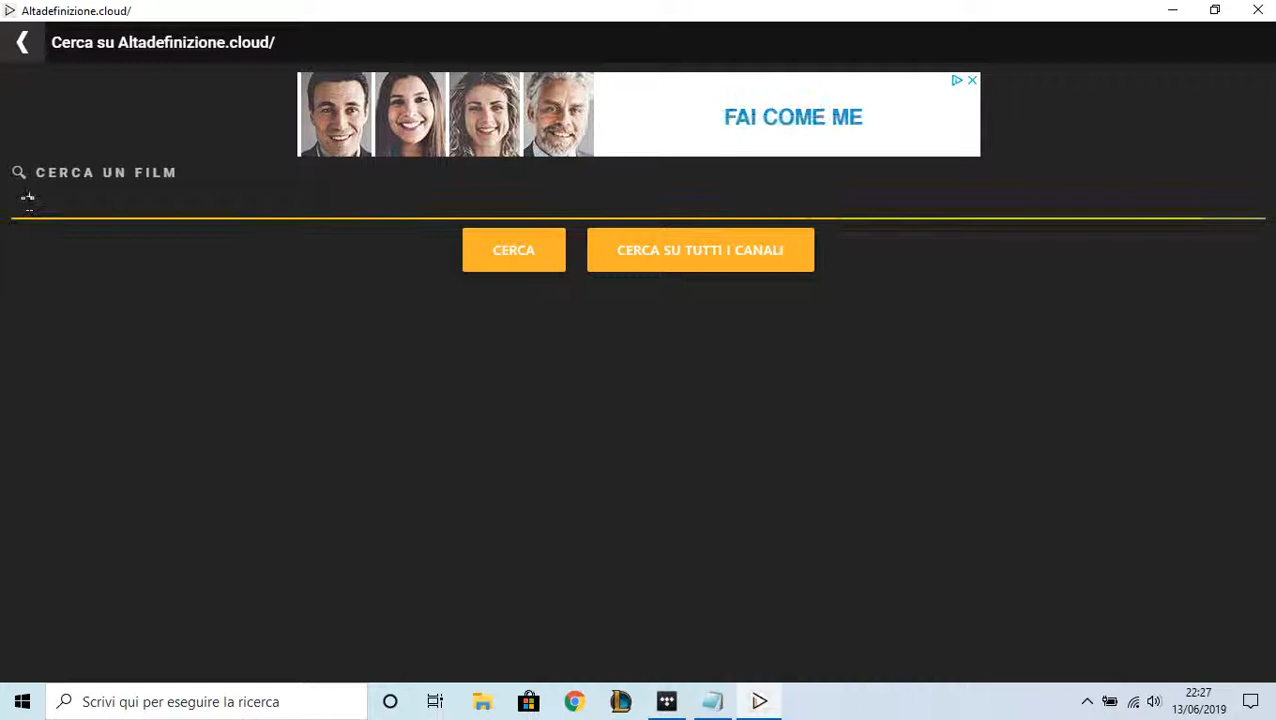 Altadefinizione.cloud/
Cerca su Altadefinizione.cloud/
FAI COME ME
CERCA UN FILM
CERCA
CERCA SU TUTTI I CANALI
Scrivi qui per eseguire la ricerca
22:27
13/06/2019